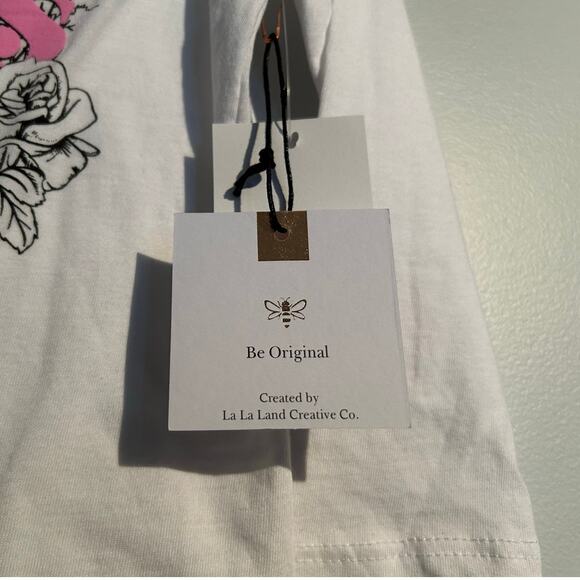 Be Original
Created by
La La Land Creative Co.